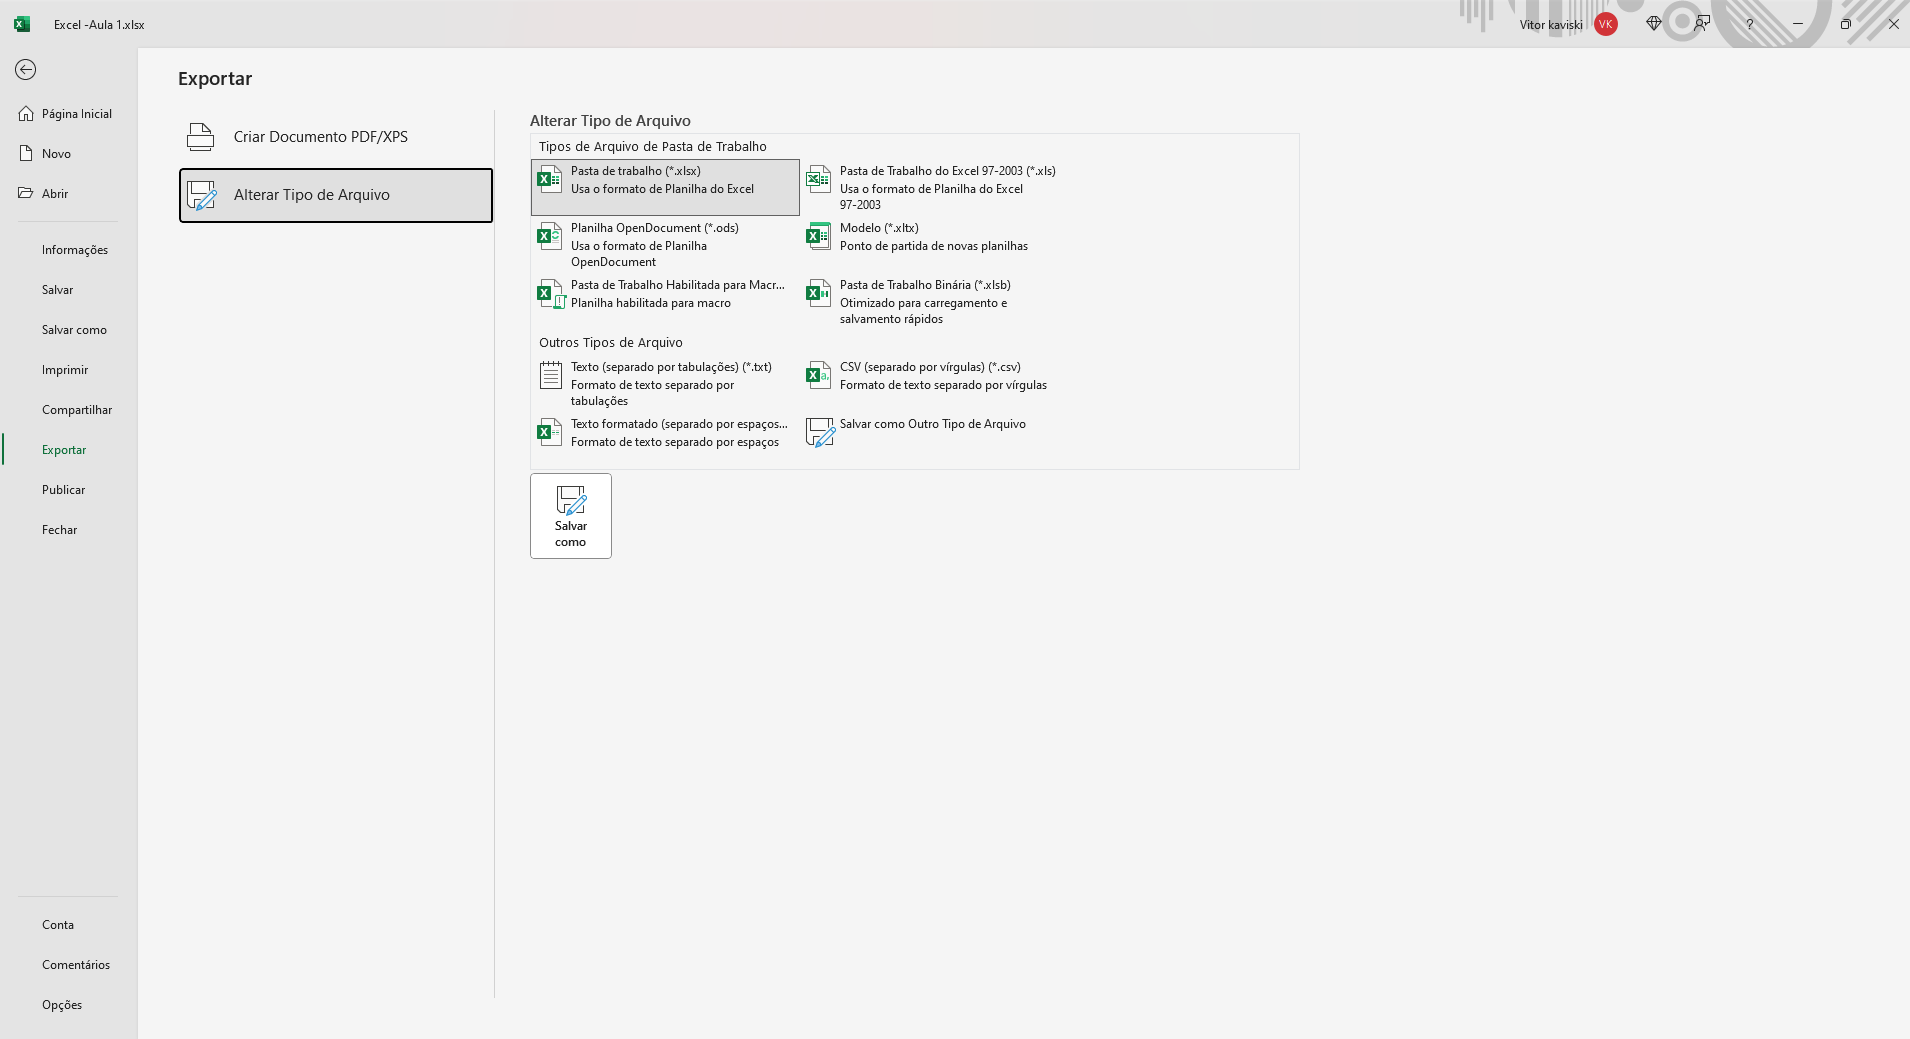 Excel -Aula 1.xlsx
Vitor kaviski
VK
?
Página Inicial
Novo
Abrir
Informações
Salvar
Salvar como
Imprimir
Compartilhar
Exportar
Publicar
Fechar
Conta
Comentários
Opções
Exportar
Criar Documento PDF/XPS
Alterar Tipo de Arquivo
Alterar Tipo de Arquivo
Tipos de Arquivo de Pasta de Trabalho
Pasta de trabalho (*.xlsx)
Usa o formato de Planilha do Excel
Pasta de Trabalho do Excel 97-2003 (*.xls)
Usa o formato de Planilha do Excel
97-2003
Planilha OpenDocument (*.ods)
Usa o formato de Planilha
OpenDocument
Modelo (*.xltx)
Ponto de partida de novas planilhas
Pasta de Trabalho Habilitada para Macr...
Planilha habilitada para macro
Pasta de Trabalho Binária (*.xlsb)
Otimizado para carregamento e
salvamento rápidos
Outros Tipos de Arquivo
Texto (separado por tabulações) (*.txt)
Formato de texto separado por
tabulações
CSV (separado por vírgulas) (*.csv)
Formato de texto separado por vírgulas
Texto formatado (separado por espaços...
Formato de texto separado por espaços
Salvar como Outro Tipo de Arquivo
Salvar
como